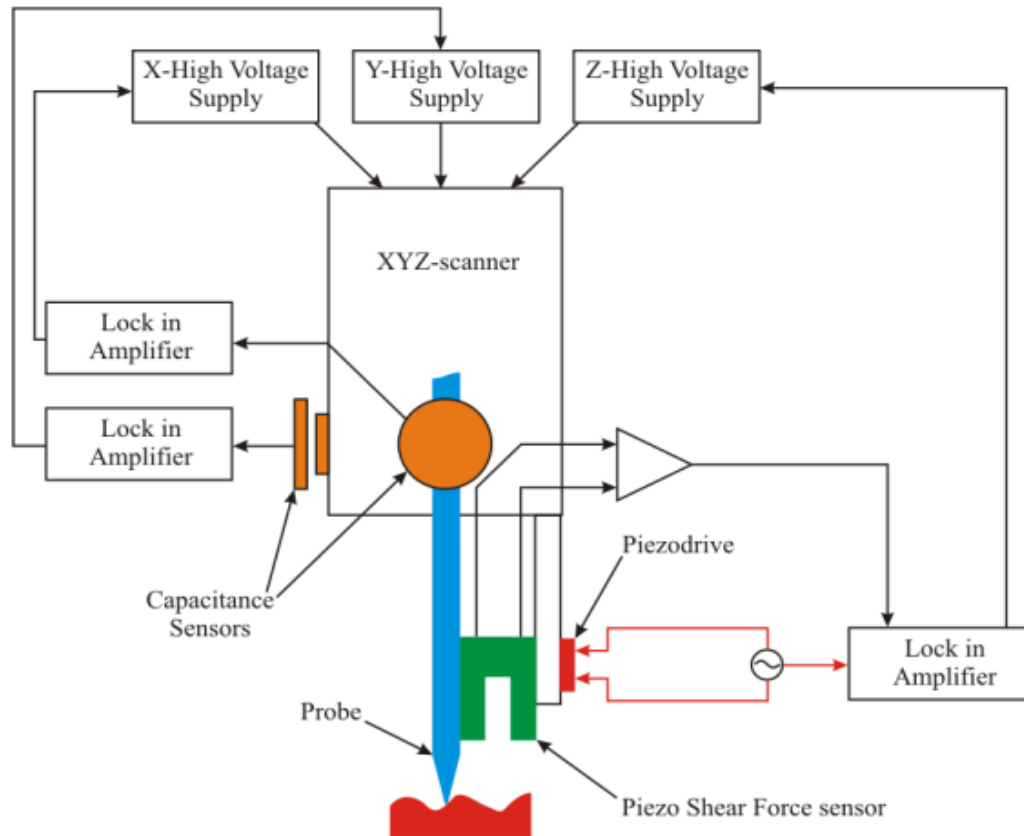 X-High Voltage
Supply
Y-High Voltage
Supply
Z-High Voltage
Supply
XYZ-scanner
Lock in
Amplifier
Lock in
Amplifier
Piezodrive
Capacitance
Sensors
Lock in
Amplifier
Probe
Piezo Shear Force sensor